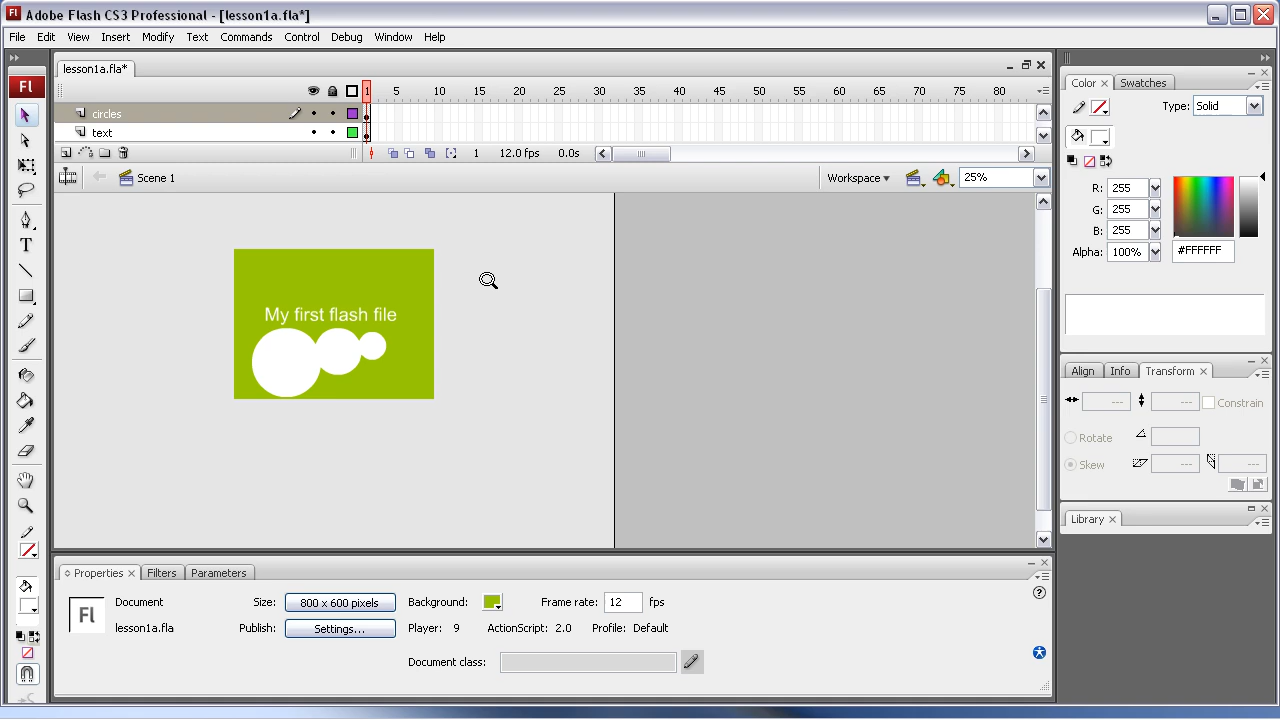 Fl Adobe Flash CS3 Professional - [lesson1a.fla*]
File Edit View Insert Modify Text Commands Control Debug Window Help
lesson1a.fla*
Fl
1 5 10 15 20 25 30 35 40 45 50 55 60 65 70 75 80
circles
text
1 12.0 fps 0.0s
Scene 1 Workspace 25%
T
My first flash file
Properties Filters Parameters
Fl
Document Size: 800 x 600 pixels Background: Frame rate: 12 fps
lesson1a.fla Publish: Settings... Player: 9 ActionScript: 2.0 Profile: Default
Document class:
Color Swatches
Type: Solid
R: 255
G: 255
B: 255
Alpha: 100% #FFFFFF
Align Info Transform
--- --- Constrain
Rotate
Skew --- ---
Library